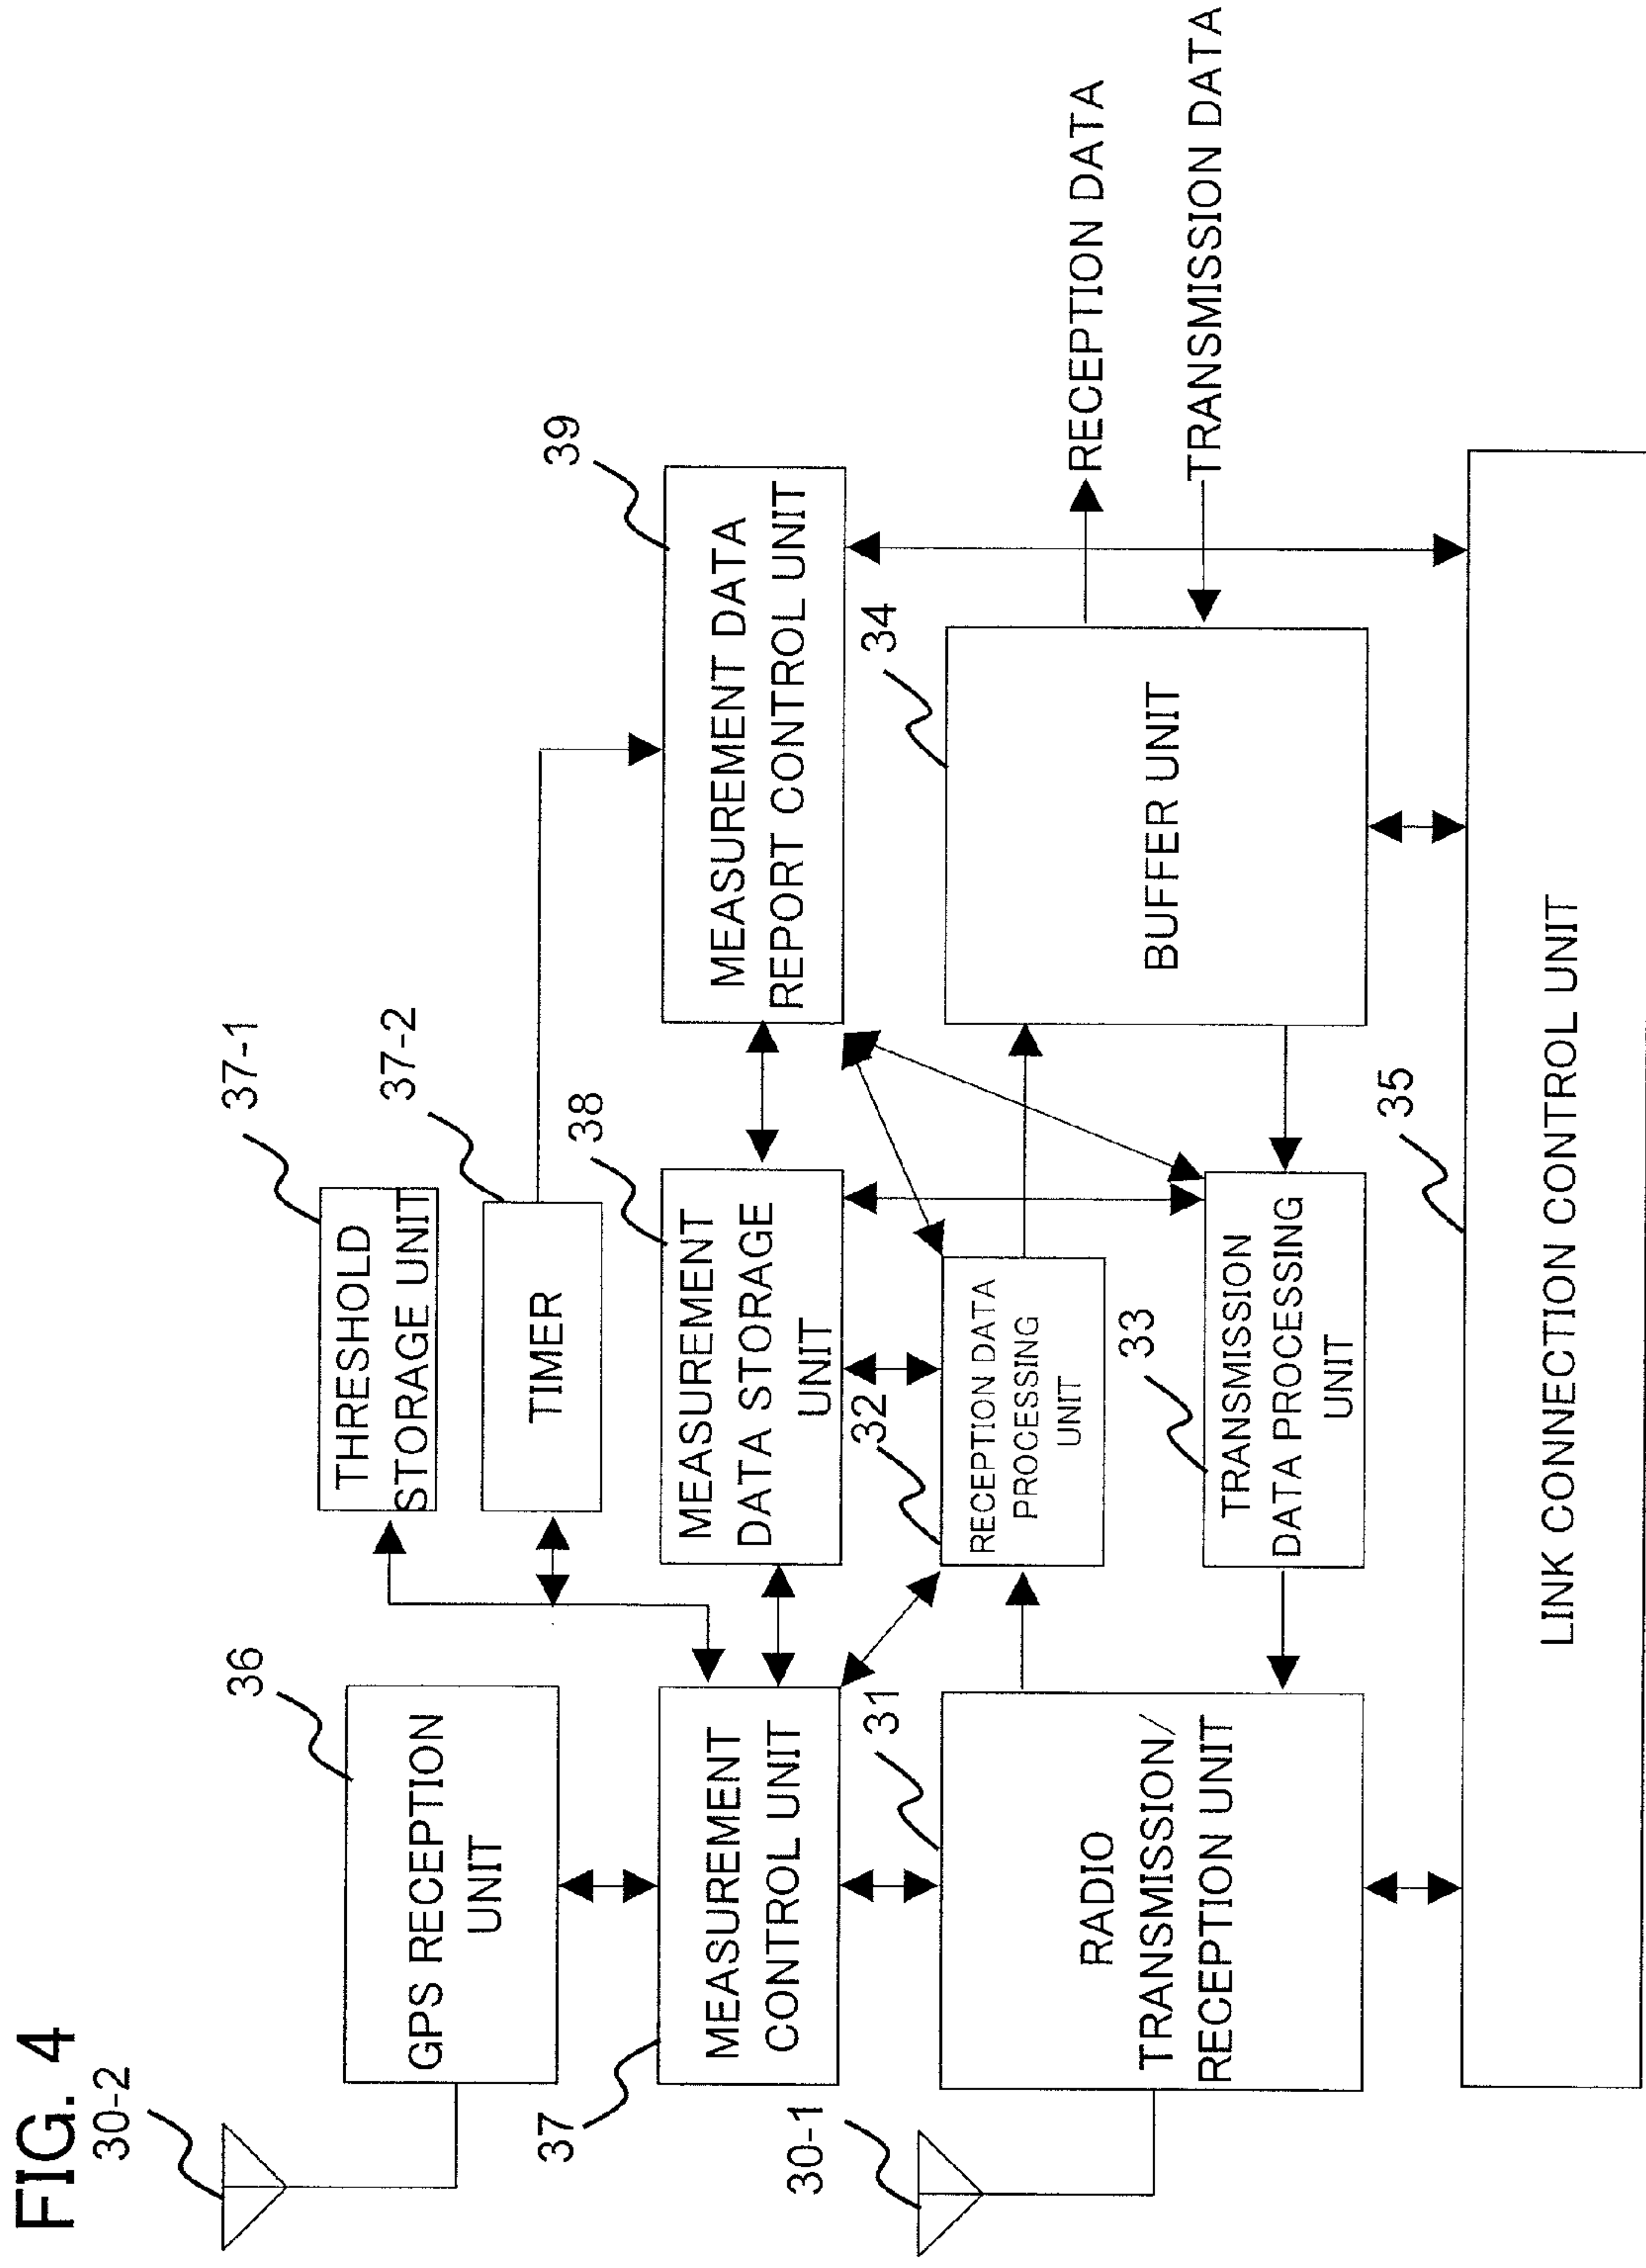 FIG. 4
30-2
36
GPS RECEPTION
UNIT
37-1
THRESHOLD
STORAGE UNIT
37-2
TIMER
37
MEASUREMENT
CONTROL UNIT
38
MEASUREMENT
DATA STORAGE
UNIT
39
MEASUREMENT DATA
REPORT CONTROL UNIT
30-1
31
RADIO
TRANSMISSION/
RECEPTION UNIT
32
RECEPTION DATA
PROCESSING
UNIT
33
TRANSMISSION
DATA PROCESSING
UNIT
34
BUFFER UNIT
RECEPTION DATA
TRANSMISSION DATA
35
LINK CONNECTION CONTROL UNIT